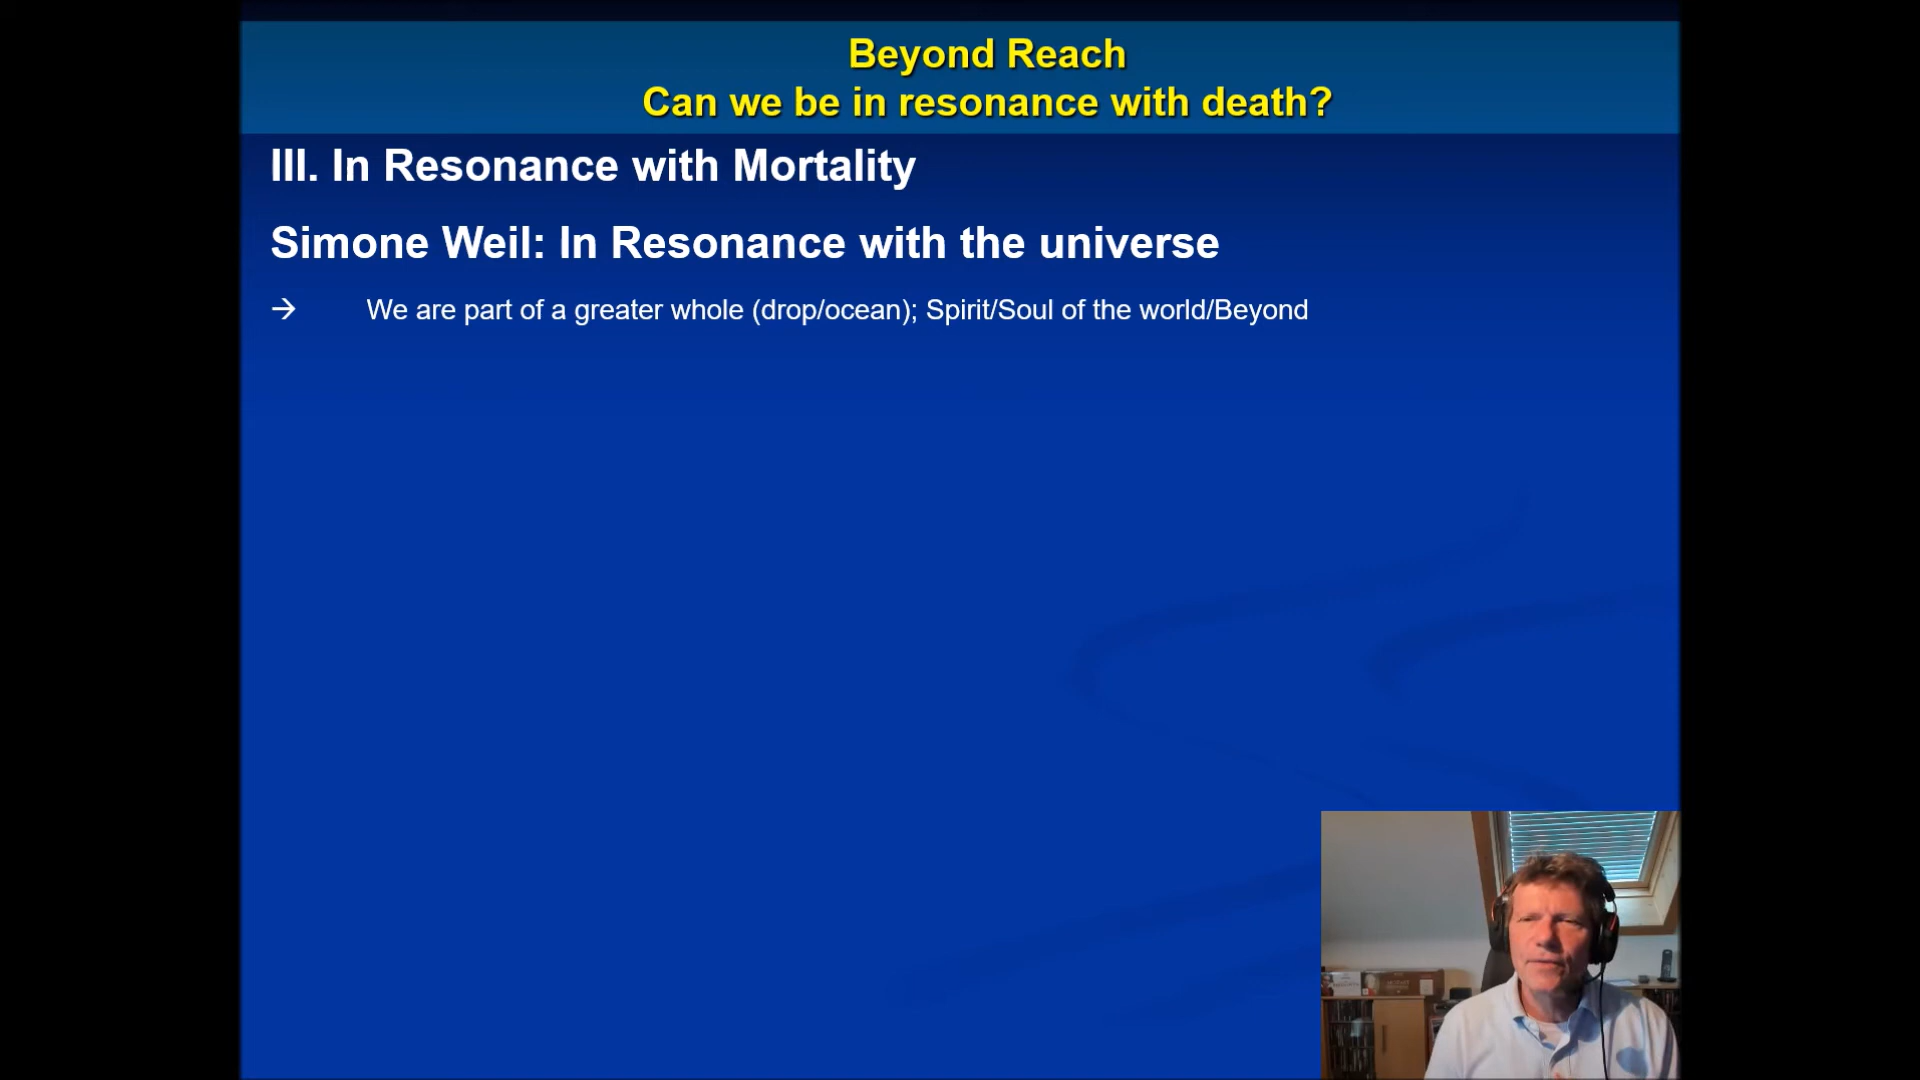 Beyond Reach
Can we be in resonance with death?
III. In Resonance with Mortality
Simone Weil: In Resonance with the universe
→ We are part of a greater whole (drop/ocean); Spirit/Soul of the world/Beyond